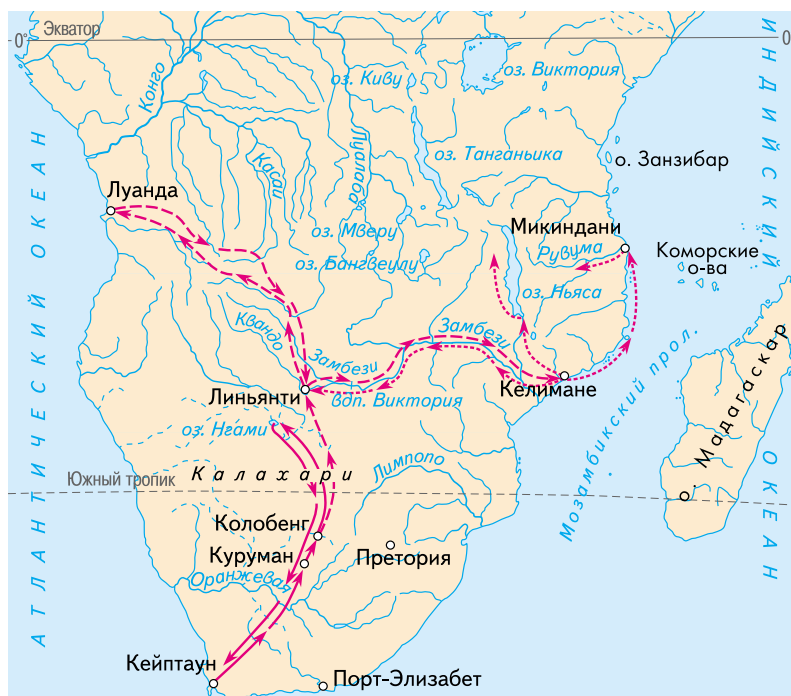 0°
Экватор
0
ИНДИЙСКИЙ ОКЕАН
АТЛАНТИЧЕСКИЙ ОКЕАН
Конго
оз. Киву
оз. Виктория
Луалаба
Касаи
оз. Танганьика
о. Занзибар
Луанда
оз. Мверу
Микиндани
Рувума
Коморские
о-ва
оз. Бангвеулу
оз. Ньяса
Квандо
Замбези
Замбези
Линьянти
вдп. Виктория
Келимане
Мозамбикский прол.
о. Мадагаскар
оз. Нгами
Южный тропик
Калахари
Лимпопо
Колобенг
Куруман
Претория
Оранжевая
Кейптаун
Порт-Элизабет